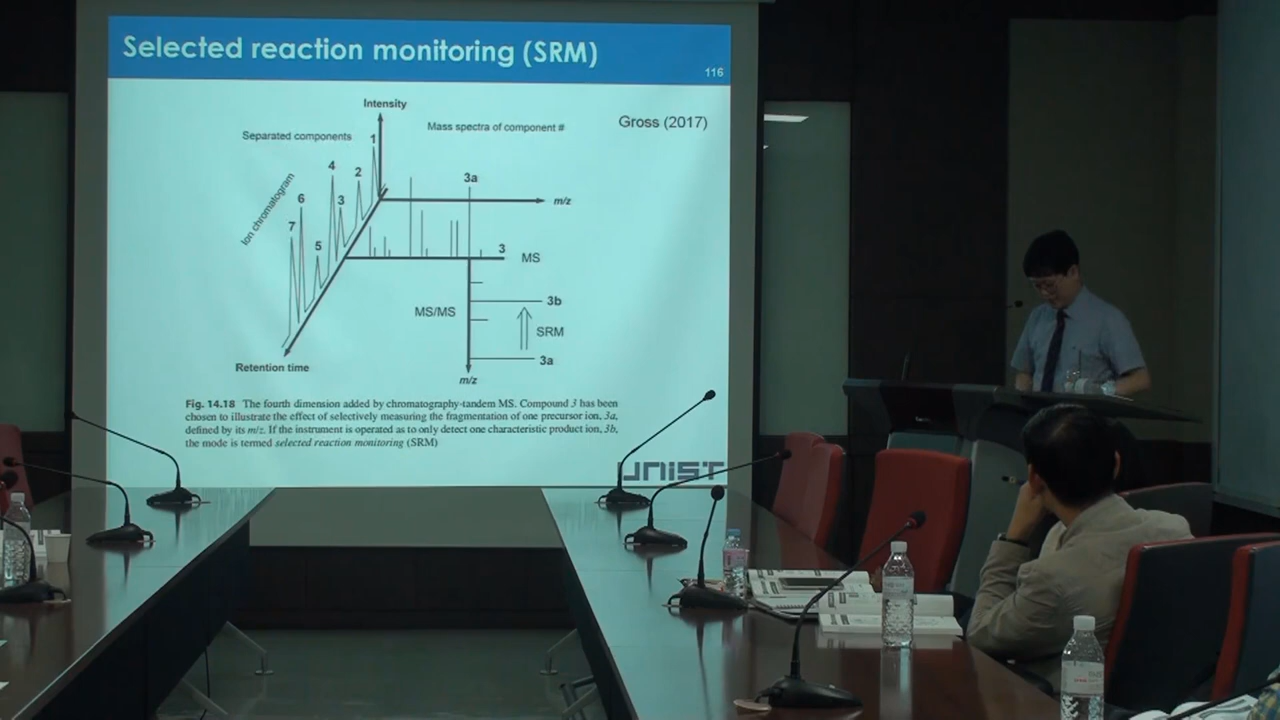 Selected reaction monitoring (SRM)
116
Intensity
Gross (2017)
Separated components
Mass spectra of component #
1
4
2
3a
Ion chromatogram
6
3
m/z
7
5
3
MS
3b
MS/MS
SRM
3a
Retention time
m/z
Fig. 14.18 The fourth dimension added by chromatography-tandem MS. Compound 3 has been
chosen to illustrate the effect of selectively measuring the fragmentation of one precursor ion, 3a,
defined by its m/z. If the instrument is operated as to only detect one characteristic product ion, 3b,
the mode is termed selected reaction monitoring (SRM)
UNIST